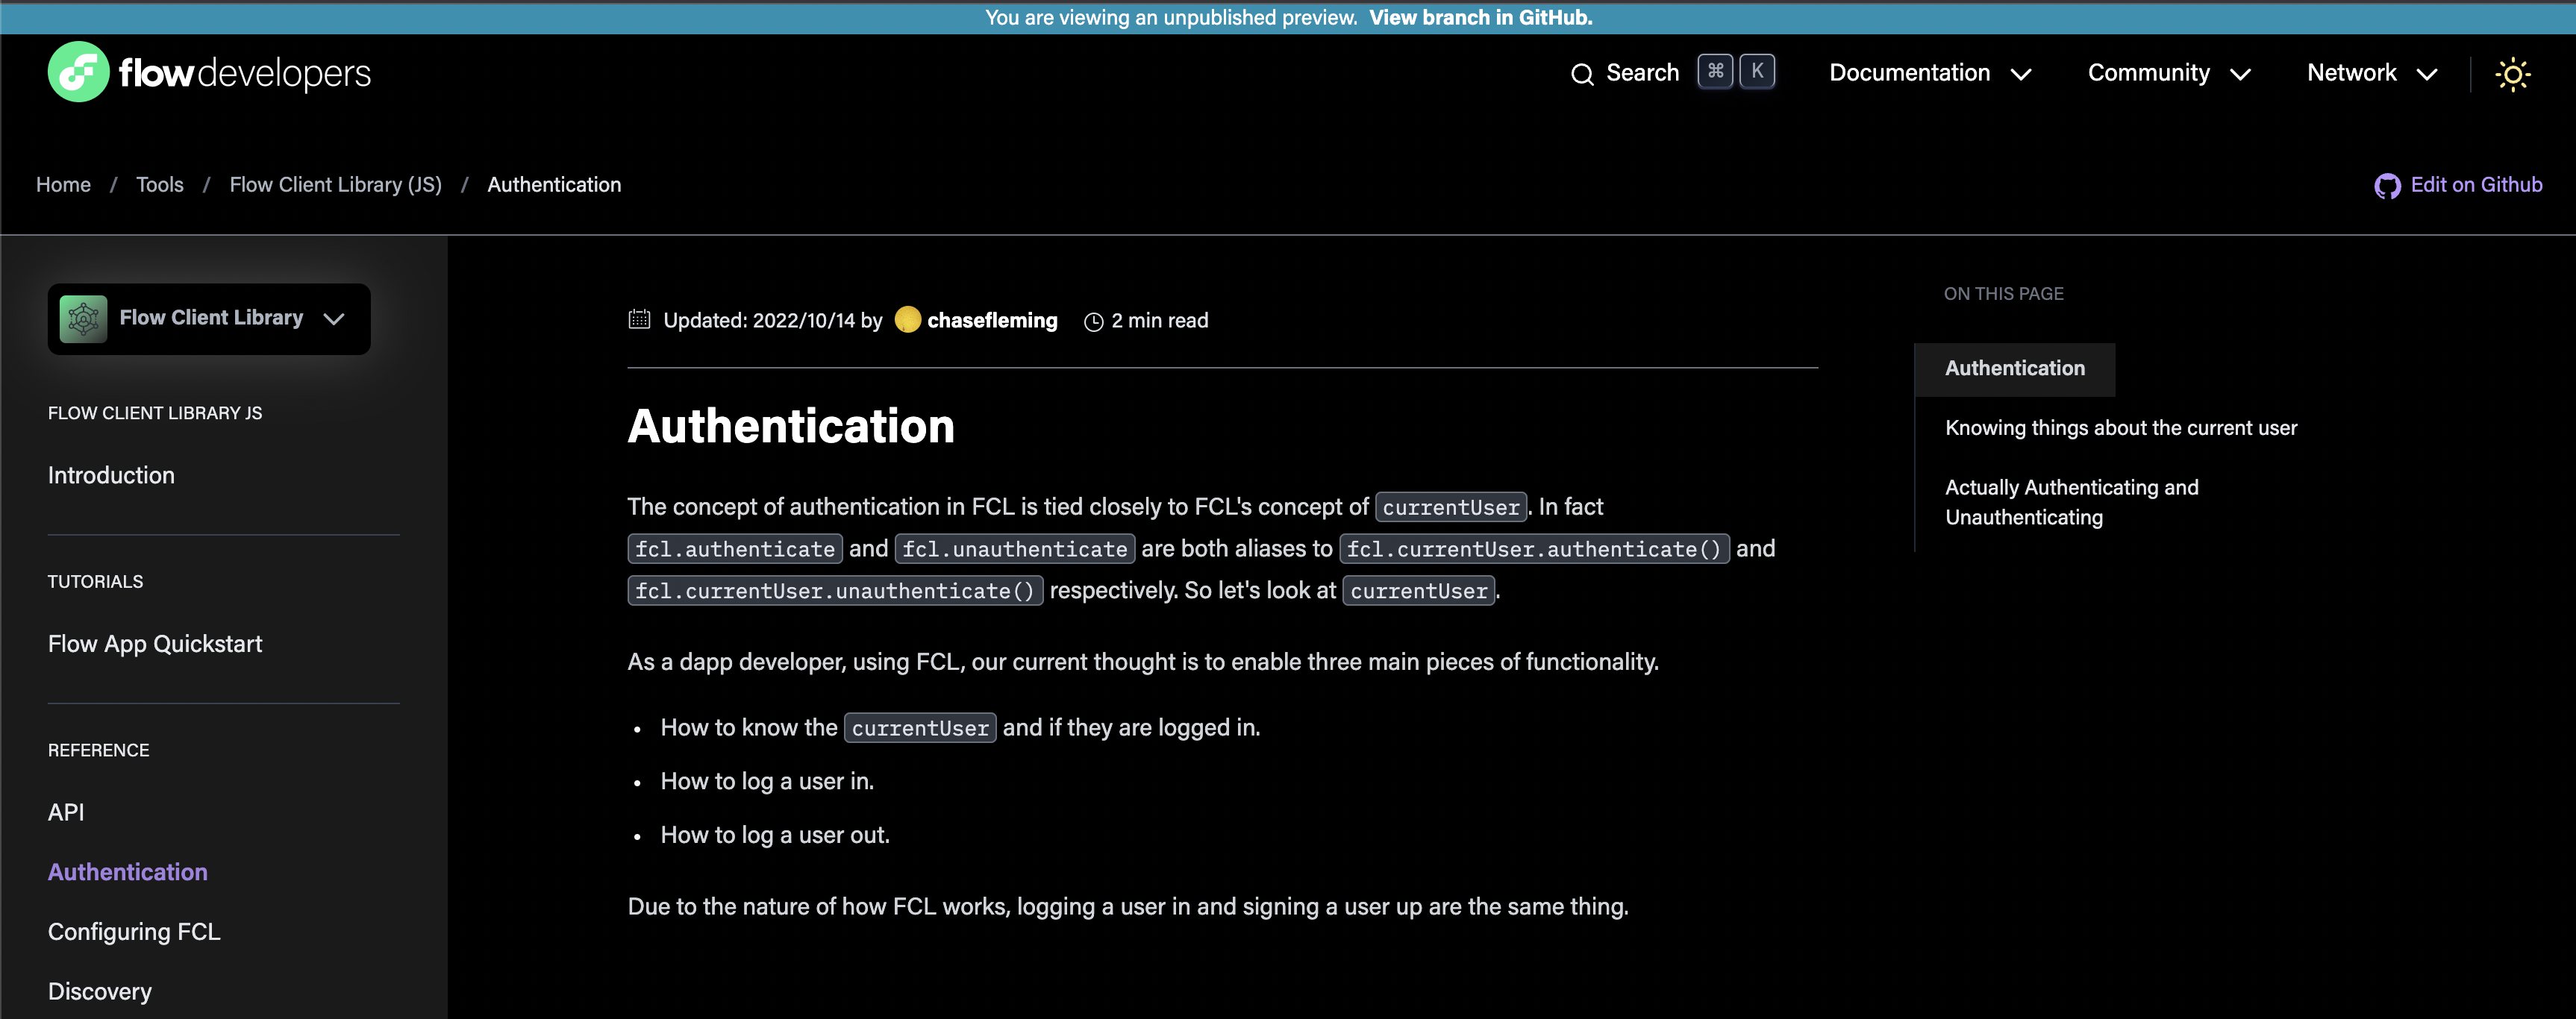 You are viewing an unpublished preview. View branch in GitHub.
flowdevelopers
Search ⌘ K
Documentation
Community
Network
Home / Tools / Flow Client Library (JS) / Authentication
Edit on Github
Flow Client Library
FLOW CLIENT LIBRARY JS
Introduction
TUTORIALS
Flow App Quickstart
REFERENCE
API
Authentication
Configuring FCL
Discovery
Updated: 2022/10/14 by chasefleming 2 min read
Authentication
The concept of authentication in FCL is tied closely to FCL's concept of currentUser. In fact
fcl.authenticate and fcl.unauthenticate are both aliases to fcl.currentUser.authenticate() and
fcl.currentUser.unauthenticate() respectively. So let's look at currentUser.
As a dapp developer, using FCL, our current thought is to enable three main pieces of functionality.
• How to know the currentUser and if they are logged in.
• How to log a user in.
• How to log a user out.
Due to the nature of how FCL works, logging a user in and signing a user up are the same thing.
ON THIS PAGE
Authentication
Knowing things about the current user
Actually Authenticating and
Unauthenticating